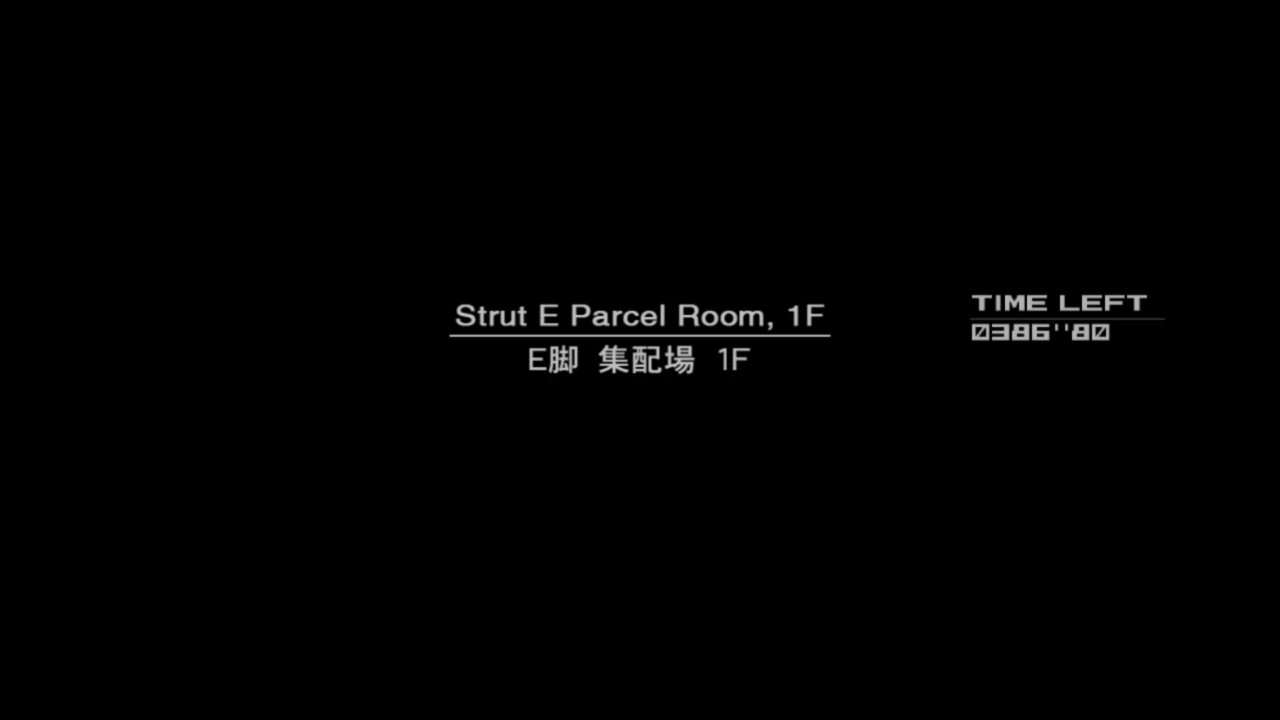 Strut E Parcel Room, 1F
E脚 集配場 1F
TIME LEFT
0386"80